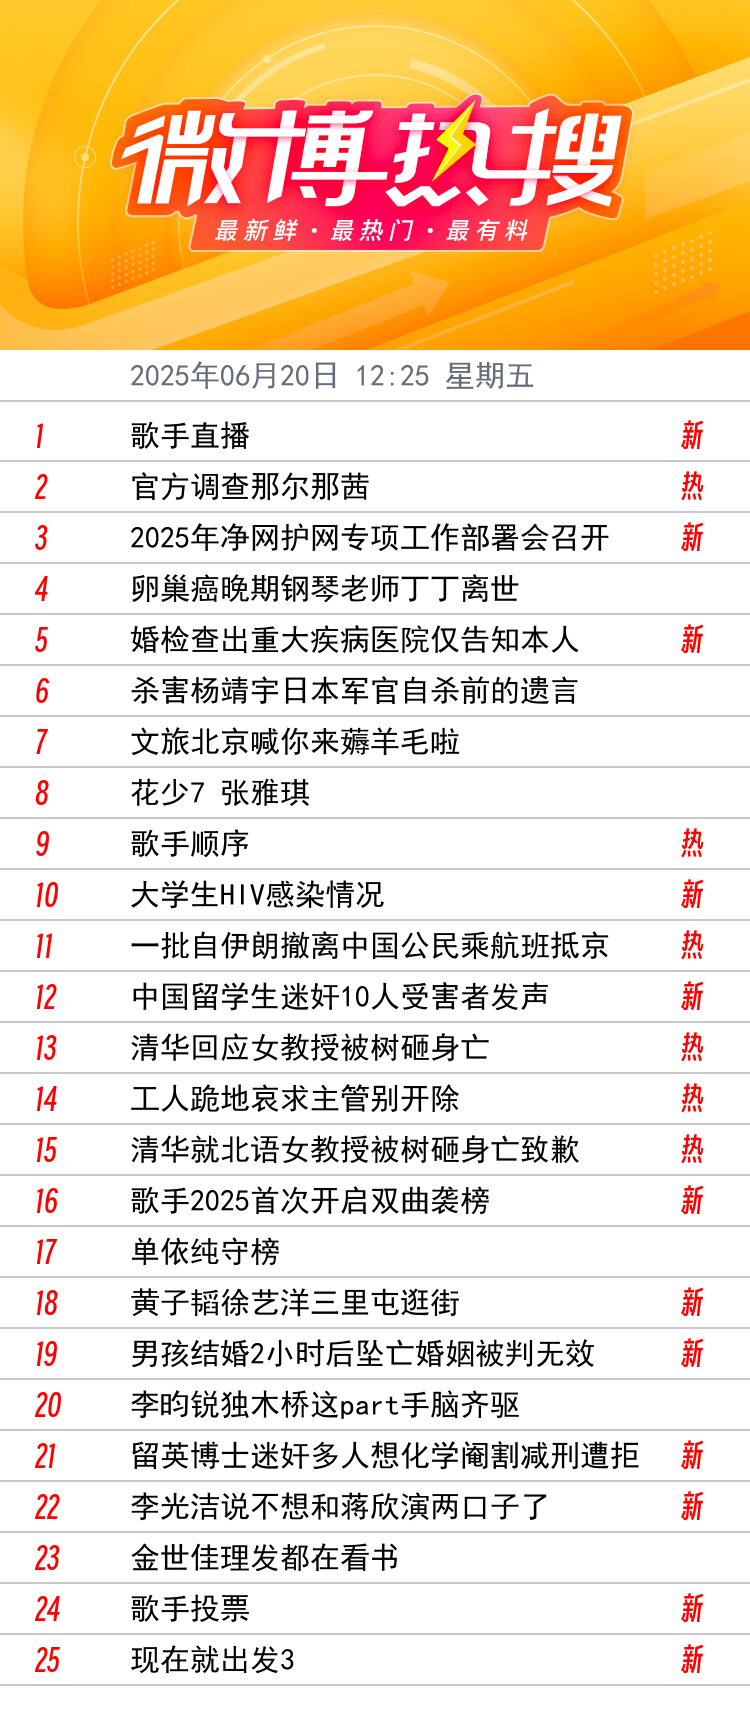 微博热搜
最新鲜·最热门·最有料
2025年06月20日 12:25 星期五
1 歌手直播 新
2 官方调查那尔那茜 热
3 2025年净网护网专项工作部署会召开 新
4 卵巢癌晚期钢琴老师丁丁离世
5 婚检查出重大疾病医院仅告知本人 新
6 杀害杨靖宇日本军官自杀前的遗言
7 文旅北京喊你来薅羊毛啦
8 花少7 张雅琪
9 歌手顺序 热
10 大学生HIV感染情况 新
11 一批自伊朗撤离中国公民乘航班抵京 热
12 中国留学生迷奸10人受害者发声 新
13 清华回应女教授被树砸身亡 热
14 工人跪地哀求主管别开除 热
15 清华就北语女教授被树砸身亡致歉 热
16 歌手2025首次开启双曲袭榜 新
17 单依纯守榜
18 黄子韬徐艺洋三里屯逛街 新
19 男孩结婚2小时后坠亡婚姻被判无效 新
20 李昀锐独木桥这part手脑齐驱
21 留英博士迷奸多人想化学阉割减刑遭拒 新
22 李光洁说不想和蒋欣演两口子了 新
23 金世佳理发都在看书
24 歌手投票 新
25 现在就出发3 新